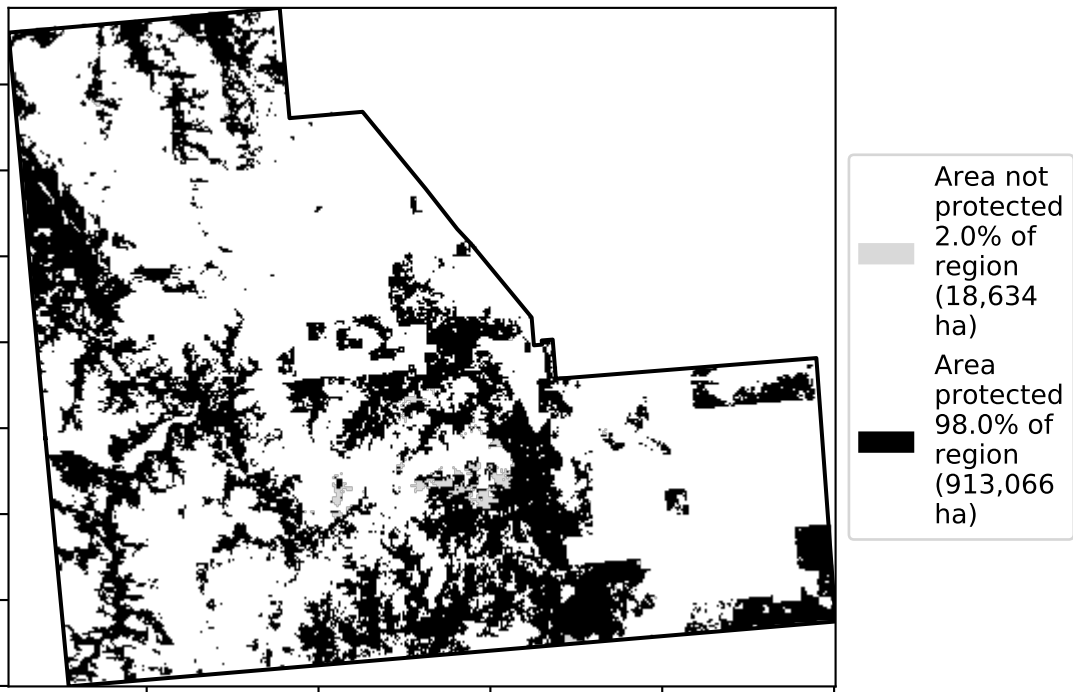 Area not
protected
2.0% of
region
(18,634
ha)
Area
protected
98.0% of
region
(913,066
ha)